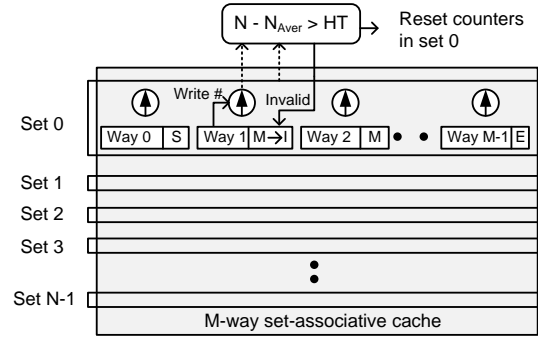 N - NAver > HT
Reset counters
in set 0
Write #
Invalid
Set 0
Way 0 S Way 1 M→I Way 2 M • • Way M-1 E
Set 1
Set 2
Set 3
Set N-1
M-way set-associative cache